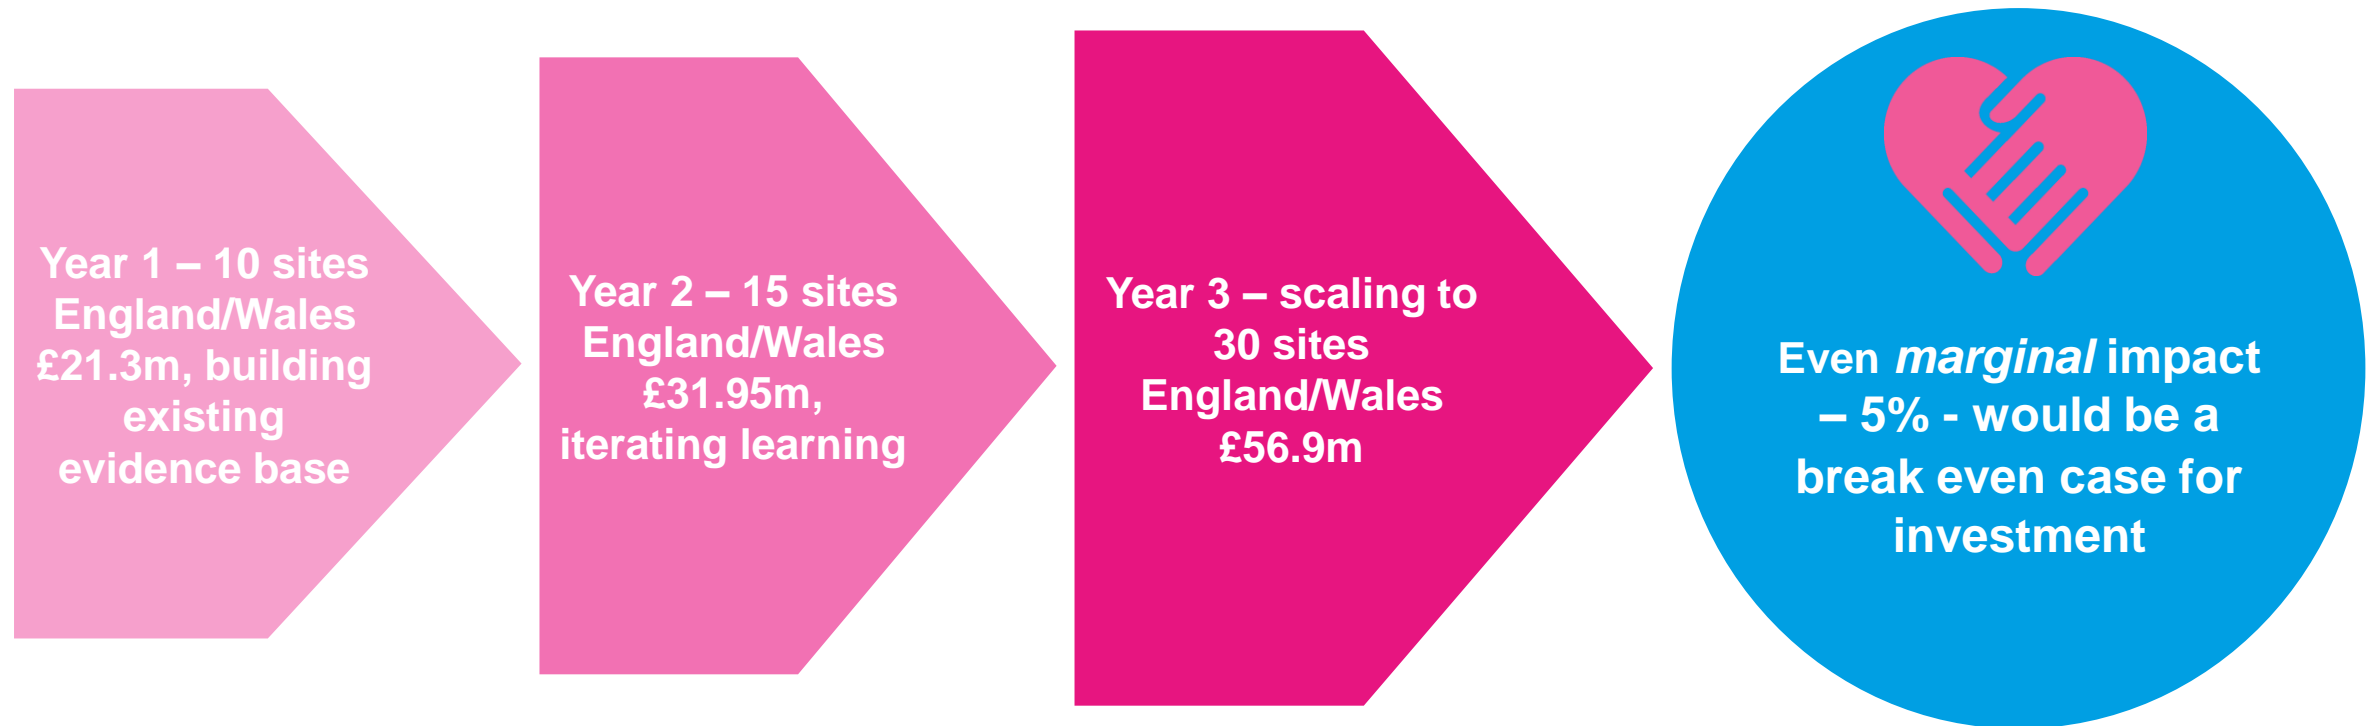 Year 1 – 10 sites
England/Wales
£21.3m, building
existing
evidence base
Year 2 – 15 sites
England/Wales
£31.95m,
iterating learning
Year 3 – scaling to
30 sites
England/Wales
£56.9m
Even marginal impact
– 5% - would be a
break even case for
investment